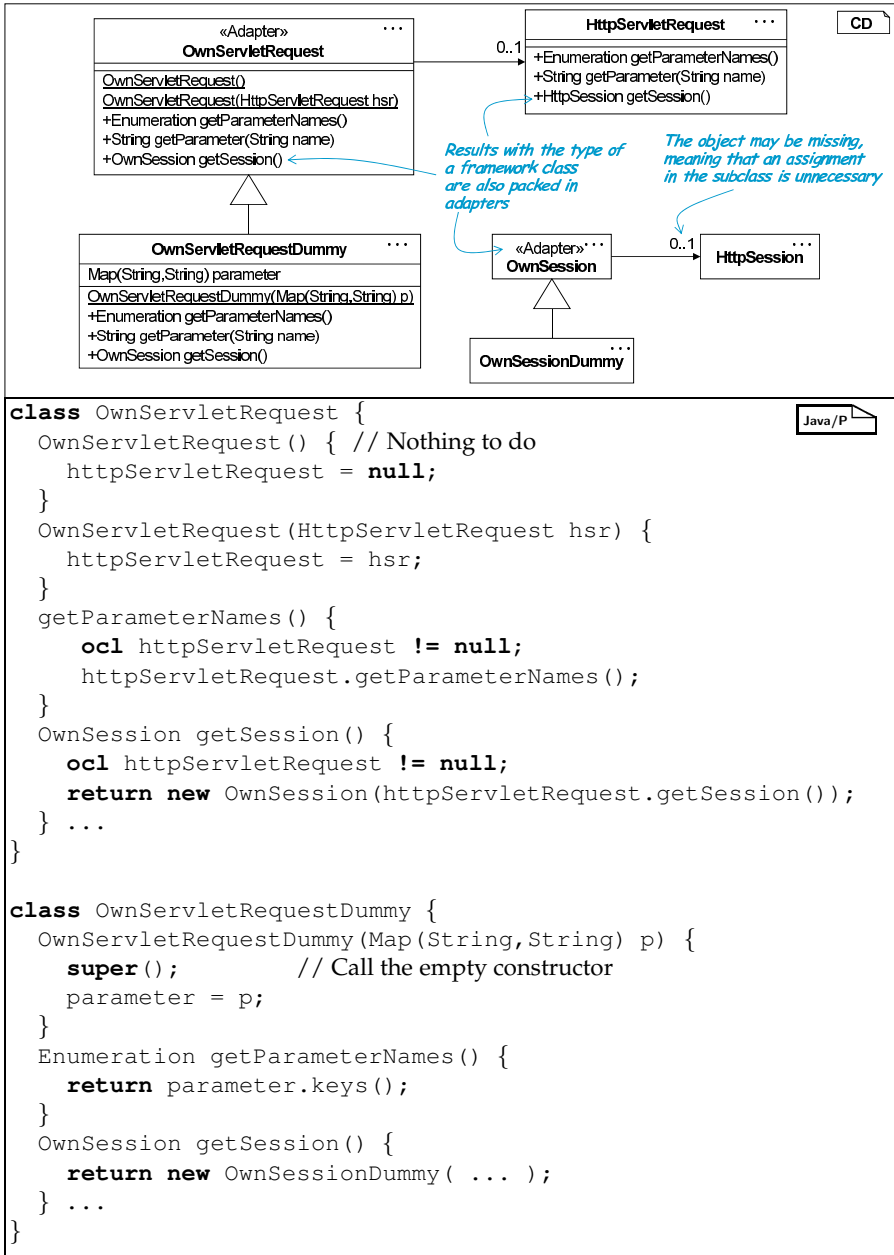 «Adapter»
OwnServletRequest
...
OwnServletRequest()
OwnServletRequest(HttpServletRequest hsr)
+Enumeration getParameterNames()
+String getParameter(String name)
+OwnSession getSession()
0..1
HttpServletRequest
...
+Enumeration getParameterNames()
+String getParameter(String name)
+HttpSession getSession()
CD
Results with the type of
a framework class
are also packed in
adapters
The object may be missing,
meaning that an assignment
in the subclass is unnecessary
OwnServletRequestDummy
...
Map(String,String) parameter
OwnServletRequestDummy(Map(String,String) p)
+Enumeration getParameterNames()
+String getParameter(String name)
+OwnSession getSession()
«Adapter»
...
OwnSession
0..1
...
HttpSession
...
OwnSessionDummy
Java/P
class OwnServletRequest {
OwnServletRequest() { // Nothing to do
httpServletRequest = null;
}
OwnServletRequest(HttpServletRequest hsr) {
httpServletRequest = hsr;
}
getParameterNames() {
ocl httpServletRequest != null;
httpServletRequest.getParameterNames();
}
OwnSession getSession() {
ocl httpServletRequest != null;
return new OwnSession(httpServletRequest.getSession());
} ...
}
class OwnServletRequestDummy {
OwnServletRequestDummy(Map(String,String) p) {
super(); // Call the empty constructor
parameter = p;
}
Enumeration getParameterNames() {
return parameter.keys();
}
OwnSession getSession() {
return new OwnSessionDummy( ... );
} ...
}